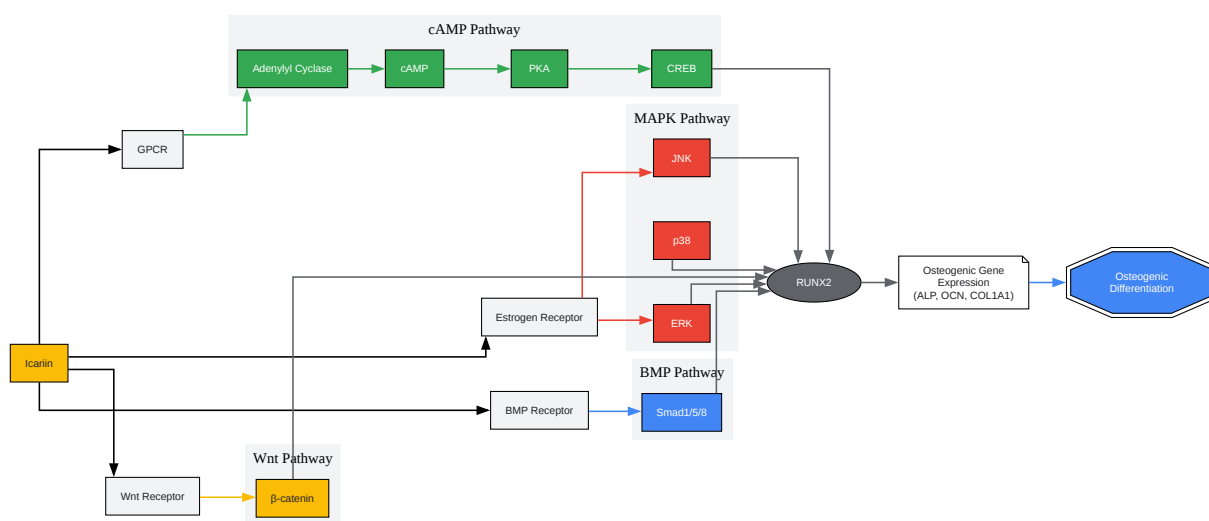 cAMP Pathway
Adenylyl Cyclase
cAMP
PKA
CREB
MAPK Pathway
GPCR
JNK
p38
RUNX2
Osteogenic Gene
Expression
(ALP, OCN, COL1A1)
Osteogenic
Differentiation
Estrogen Receptor
ERK
Icariin
BMP Pathway
BMP Receptor
Smad1/5/8
Wnt Pathway
Wnt Receptor
β-catenin